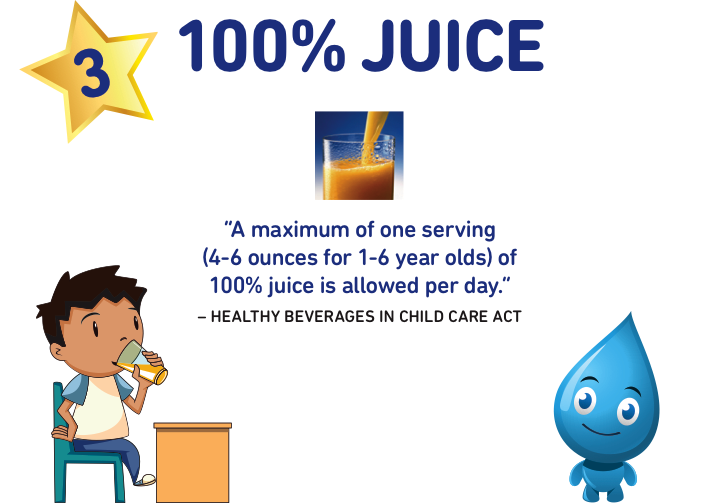 3
100% JUICE
"A maximum of one serving
(4-6 ounces for 1-6 year olds) of
100% juice is allowed per day."
– HEALTHY BEVERAGES IN CHILD CARE ACT